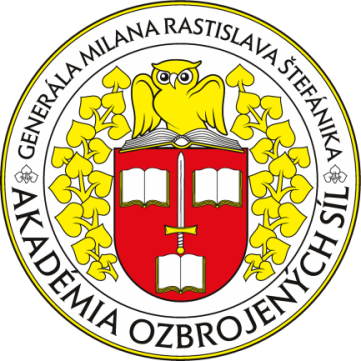 GENERÁLA MILANA RASTISLAVA ŠTEFÁNIKA
AKADÉMIA OZBROJENÝCH SÍL